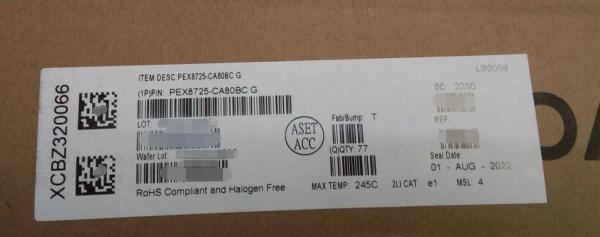 XCBZ320066
ITEM DESC:PEX8725-CA80BC G
(1P)P/N: PEX8725-CA80BC G
LOT:
Wafer Lot:
RoHS Compliant and Halogen Free
ASET
ACC
Fab/Bump: T
(Q)QTY: 77
MAX TEMP: 245C 2LI CAT: e1 MSL: 4
LS0058
DC: 2230
REF:
Seal Date
01 - AUG - 2022